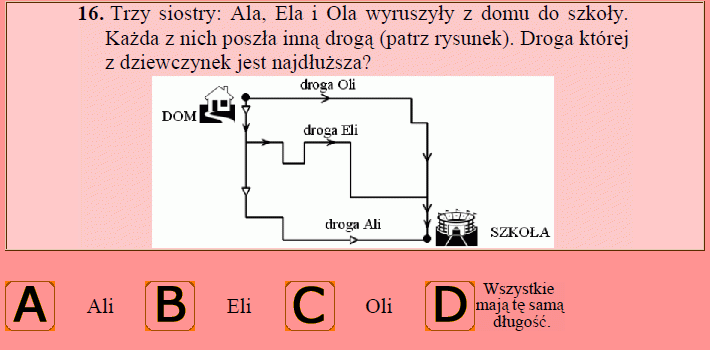 16. Trzy siostry: Ala, Ela i Ola wyruszyły z domu do szkoły.
Każda z nich poszła inną drogą (patrz rysunek). Droga której
z dziewczynek jest najdłuższa?
droga Oli
DOM
droga Eli
droga Ali
SZKOŁA
A Ali B Eli C Oli D Wszystkie
mają tę samą
długość.